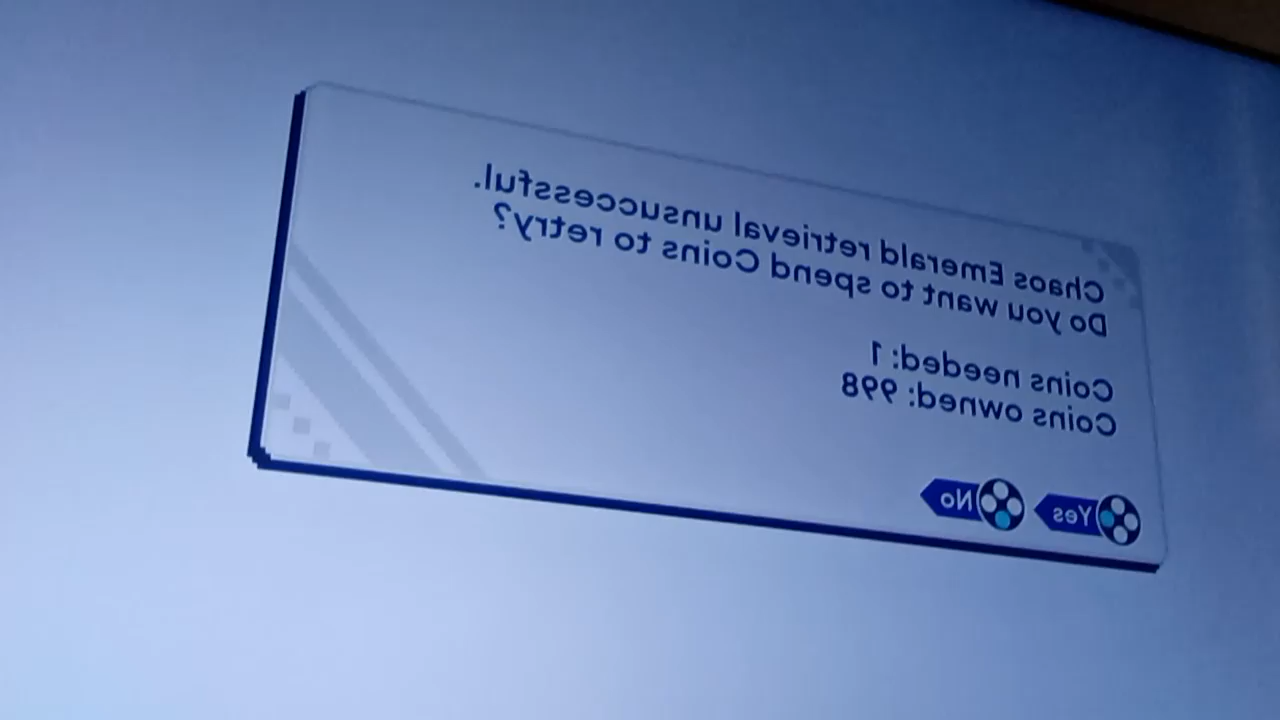 Chaos Emerald retrieval unsuccessful.
Do you want to spend Coins to retry?
Coins needed: 1
Coins owned: 998
Yes No